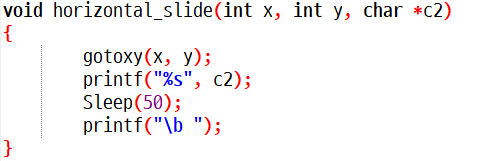 void horizontal_slide(int x, int y, char *c2)
{
        gotoxy(x, y);
        printf("%s", c2);
        Sleep(50);
        printf("\b ");
}